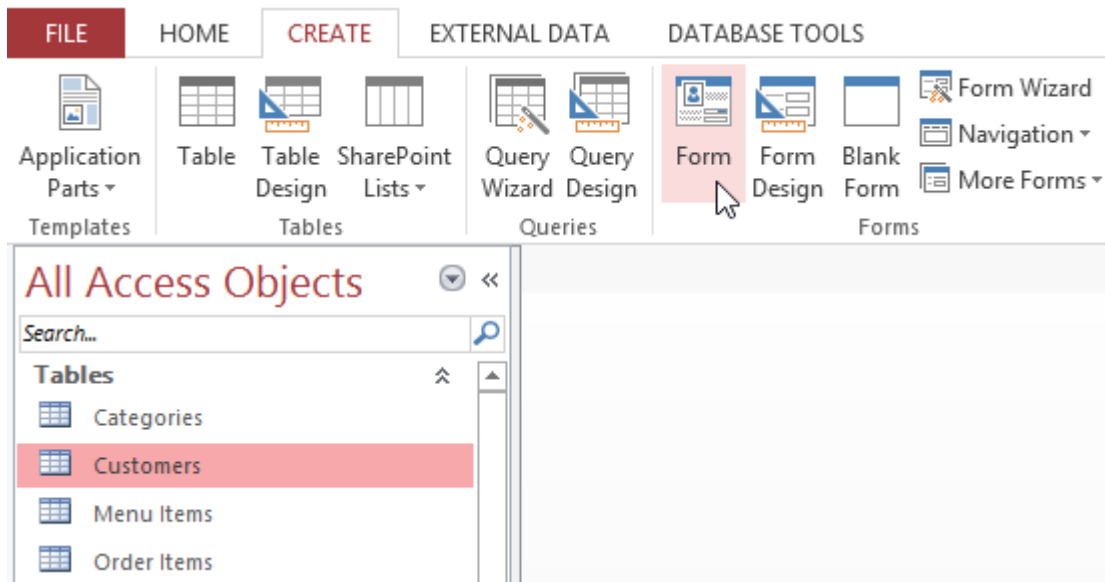 FILE HOME CREATE EXTERNAL DATA DATABASE TOOLS
Application Parts
Table
Table Design
SharePoint Lists
Query Wizard
Query Design
Form
Form Design
Blank Form
Form Wizard
Navigation
More Forms
Templates Tables Queries Forms
All Access Objects
Search...
Tables
Categories
Customers
Menu Items
Order Items